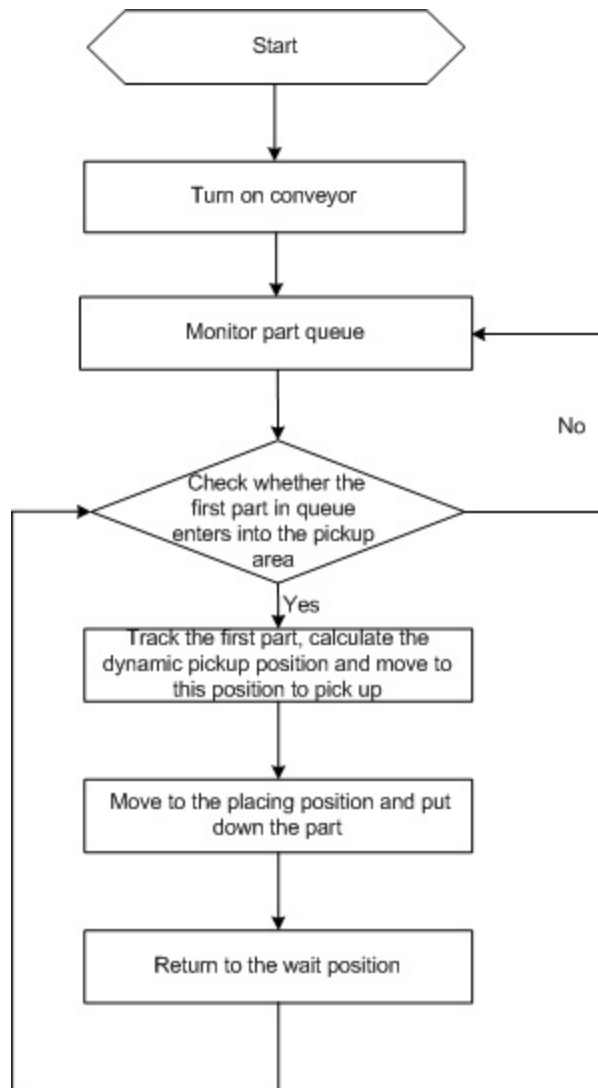 Start
Turn on conveyor
Monitor part queue
No
Check whether the
first part in queue
enters into the pickup
area
Yes
Track the first part, calculate the
dynamic pickup position and move to
this position to pick up
Move to the placing position and put
down the part
Return to the wait position